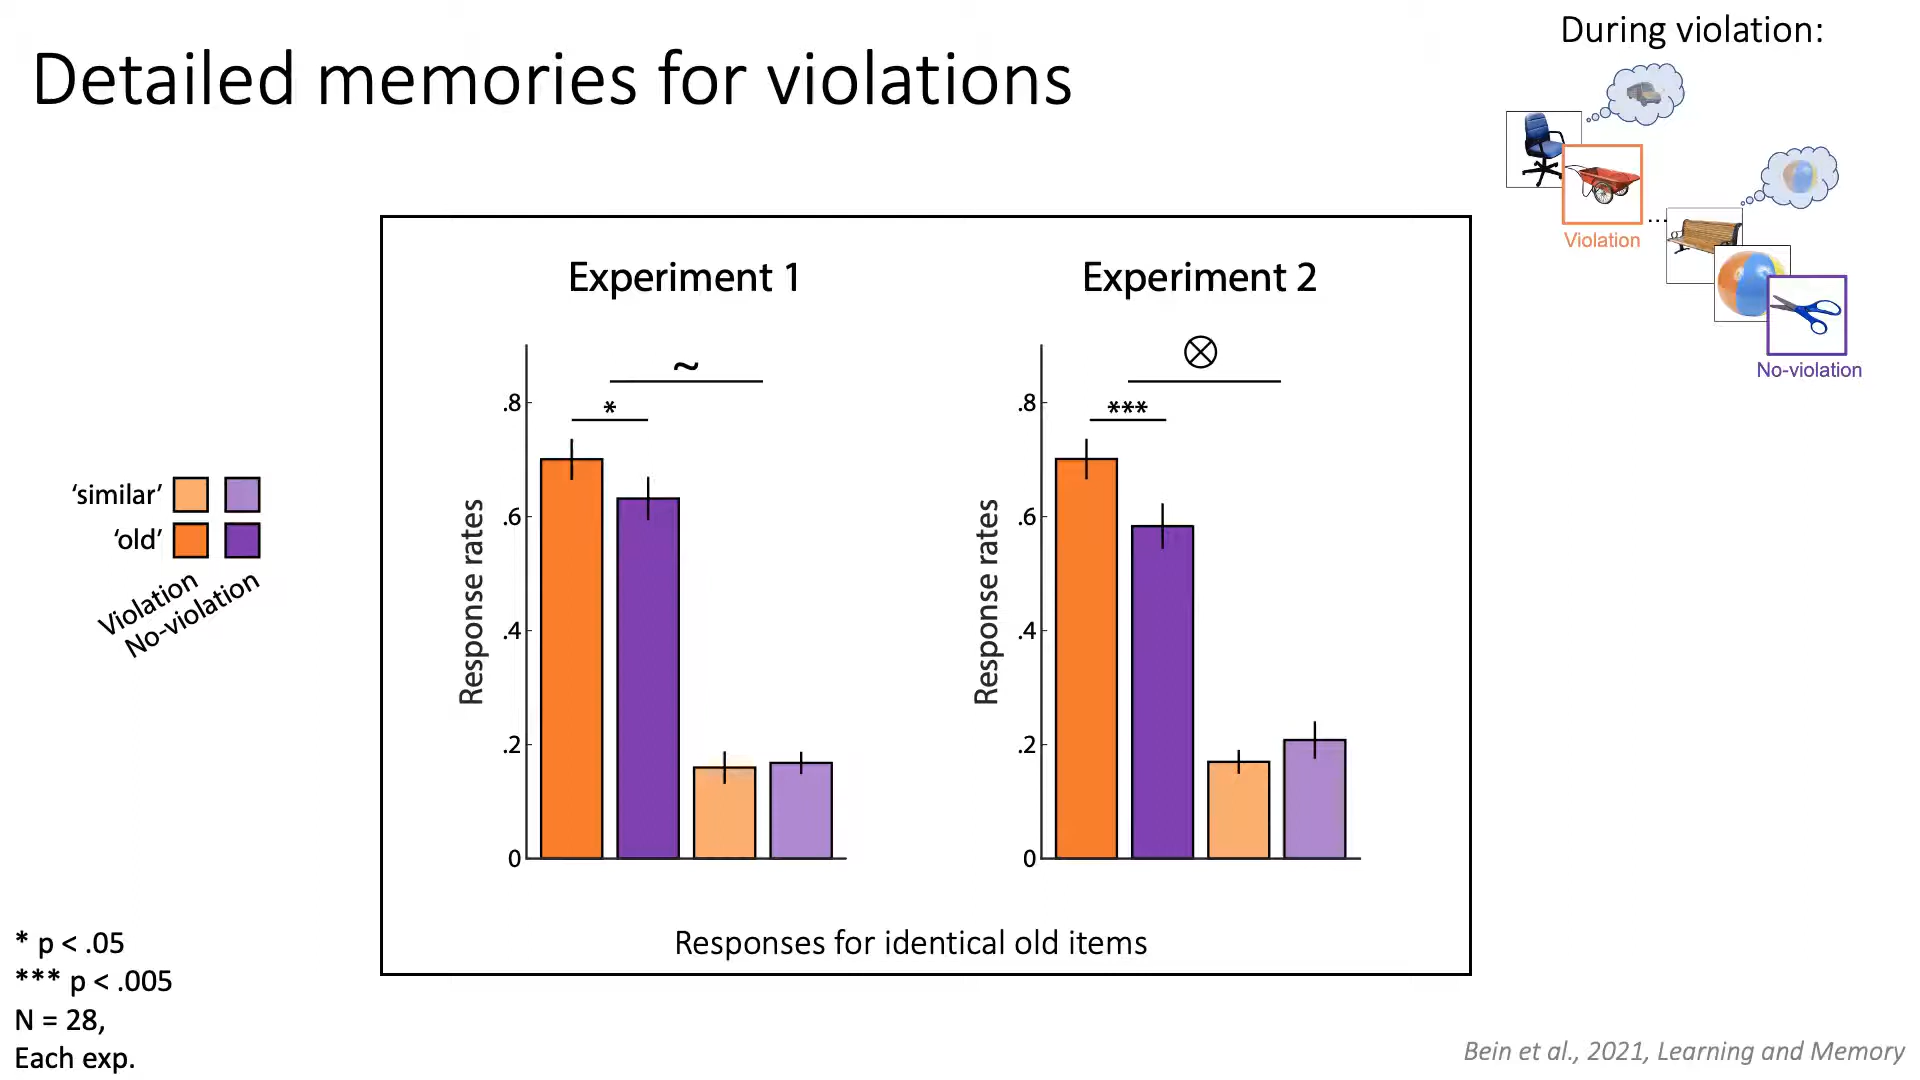 During violation:
Detailed memories for violations
Violation
...
No-violation
Experiment 1
Experiment 2
~
⊗
* 
***
.8
.6
.4
.2
0
Response rates
.8
.6
.4
.2
0
Response rates
‘similar’
‘old’
Violation
No-violation
Responses for identical old items
* p < .05
*** p < .005
N = 28,
Each exp.
Bein et al., 2021, Learning and Memory